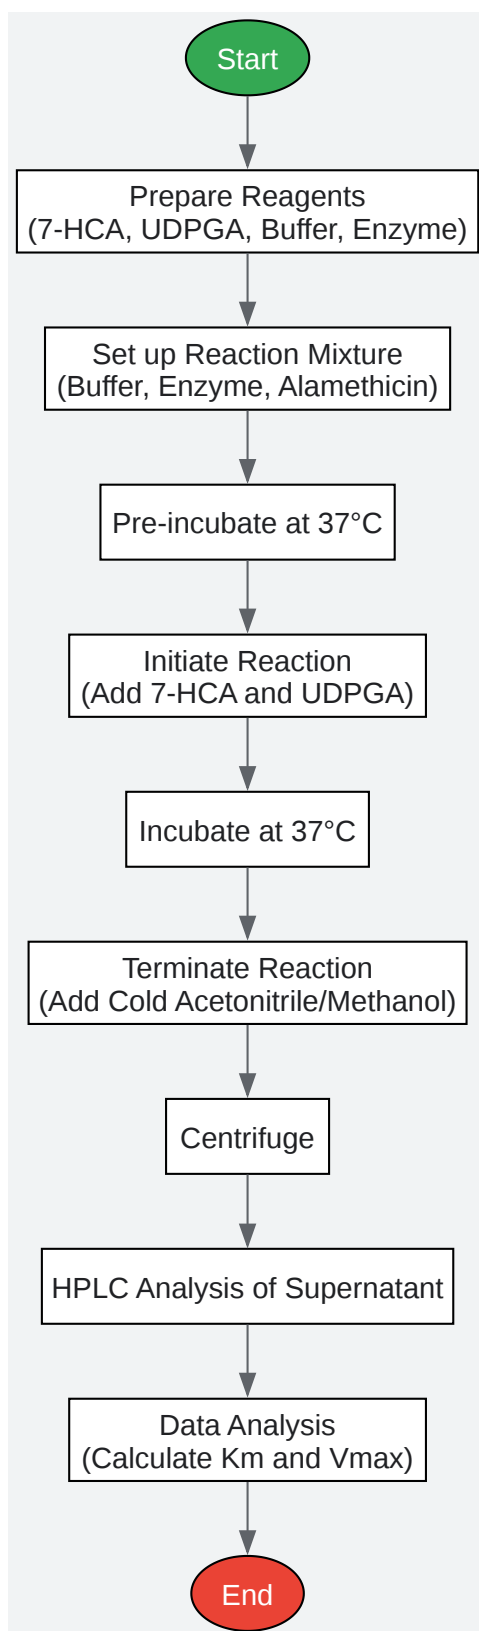 Start
Prepare Reagents
(7-HCA, UDPGA, Buffer, Enzyme)
Set up Reaction Mixture
(Buffer, Enzyme, Alamethicin)
Pre-incubate at 37°C
Initiate Reaction
(Add 7-HCA and UDPGA)
Incubate at 37°C
Terminate Reaction
(Add Cold Acetonitrile/Methanol)
Centrifuge
HPLC Analysis of Supernatant
Data Analysis
(Calculate Km and Vmax)
End